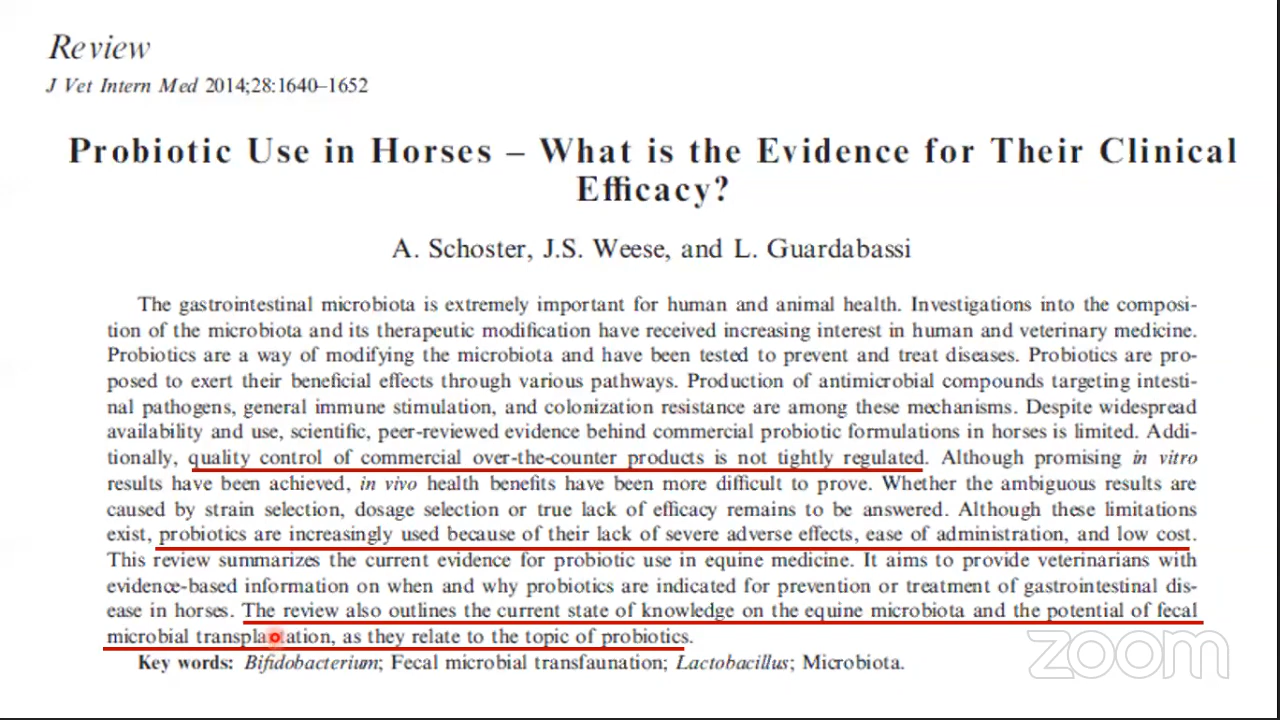 Review
J Vet Intern Med 2014;28:1640–1652
Probiotic Use in Horses – What is the Evidence for Their Clinical
Efficacy?
A. Schoster, J.S. Weese, and L. Guardabassi
The gastrointestinal microbiota is extremely important for human and animal health. Investigations into the composi-
tion of the microbiota and its therapeutic modification have received increasing interest in human and veterinary medicine.
Probiotics are a way of modifying the microbiota and have been tested to prevent and treat diseases. Probiotics are pro-
posed to exert their beneficial effects through various pathways. Production of antimicrobial compounds targeting intesti-
nal pathogens, general immune stimulation, and colonization resistance are among these mechanisms. Despite widespread
availability and use, scientific, peer-reviewed evidence behind commercial probiotic formulations in horses is limited. Addi-
tionally, quality control of commercial over-the-counter products is not tightly regulated. Although promising in vitro
results have been achieved, in vivo health benefits have been more difficult to prove. Whether the ambiguous results are
caused by strain selection, dosage selection or true lack of efficacy remains to be answered. Although these limitations
exist, probiotics are increasingly used because of their lack of severe adverse effects, ease of administration, and low cost.
This review summarizes the current evidence for probiotic use in equine medicine. It aims to provide veterinarians with
evidence-based information on when and why probiotics are indicated for prevention or treatment of gastrointestinal dis-
ease in horses. The review also outlines the current state of knowledge on the equine microbiota and the potential of fecal
microbial transplantation, as they relate to the topic of probiotics.
Key words: Bifidobacterium; Fecal microbial transfaunation; Lactobacillus; Microbiota.
zoom